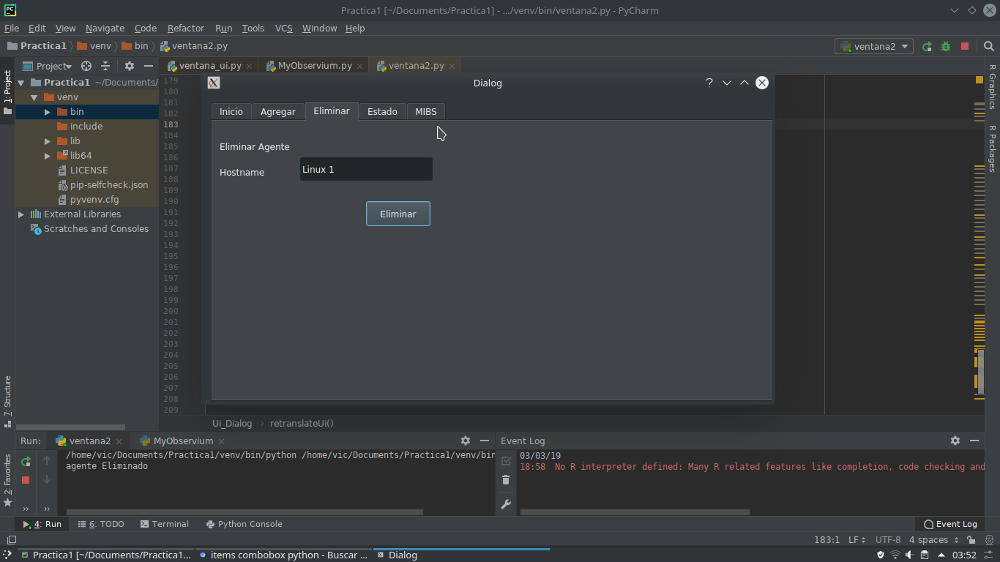 Practica1 [~/Documents/Practica1] - .../venv/bin/ventana2.py - PyCharm
File Edit View Navigate Code Refactor Run Tools VCS Window Help
Practica1 venv bin ventana2.py ventana2
Project ventana_ui.py MyObservium.py ventana2.py
1: Project
Practica1 ~/Documents/
venv
bin
include
lib
lib64
LICENSE
pip-selfcheck.json
pyvenv.cfg
External Libraries
Scratches and Consoles
179
180
181
182
183
184
185
186
187
188
189
190
191
192
193
194
195
196
197
198
199
200
201
202
203
204
205
206
207
208
209
Dialog
Inicio Agregar Eliminar Estado MIBS
Eliminar Agente
Hostname Linux 1
Eliminar
R Graphics
R Packages
7: Structure
2: Favorites
Ui_Dialog › retranslateUi()
Run: ventana2 MyObservium
/home/vic/Documents/Practica1/venv/bin/python /home/vic/Documents/Practica1/venv/bin
agente Eliminado
Event Log
03/03/19
18:58 No R interpreter defined: Many R related features like completion, code checking and
4: Run 6: TODO Terminal Python Console Event Log
183:1 LF UTF-8 4 spaces
Practica1 [~/Documents/Practica1... items combobox python - Buscar ... Dialog 03:52